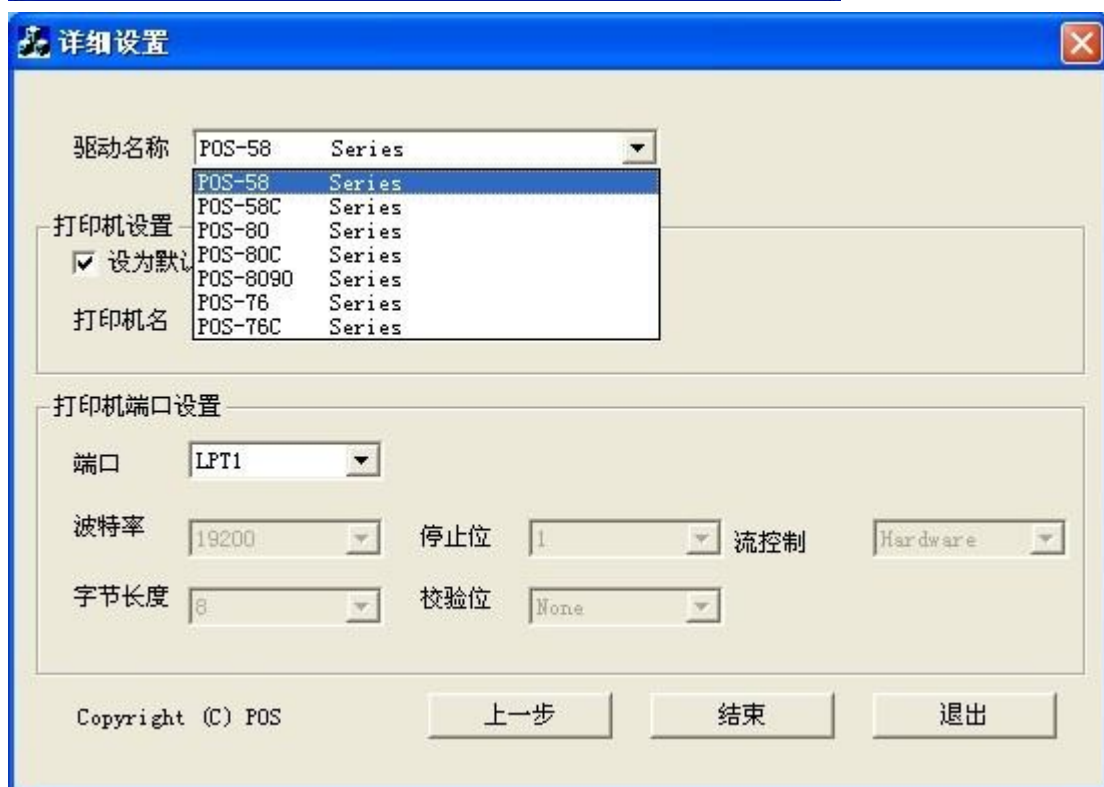 详细设置
驱动名称 POS-58 Series
POS-58 Series
POS-58C Series
POS-80 Series
POS-80C Series
POS-8090 Series
POS-76 Series
POS-76C Series
打印机设置
设为默认
打印机名
打印机端口设置
端口 LPT1
波特率 19200 停止位 1 流控制 Hardware
字节长度 8 校验位 None
Copyright (C) POS 上一步 结束 退出